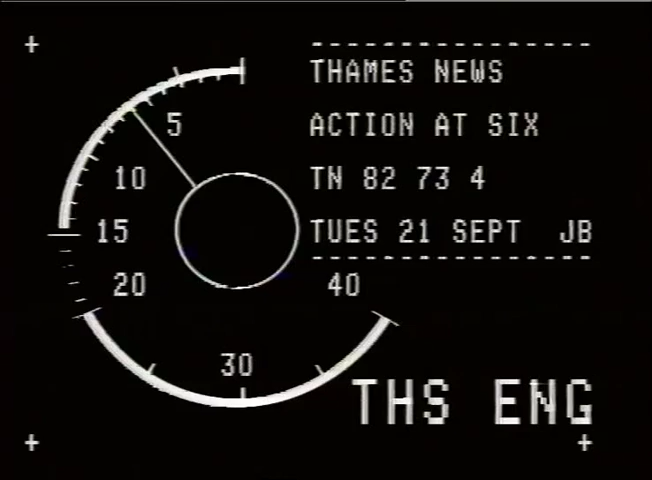 THAMES NEWS
ACTION AT SIX
TN 82 73 4
TUES 21 SEPT JB
5
10
15
20
30
40
THS ENG